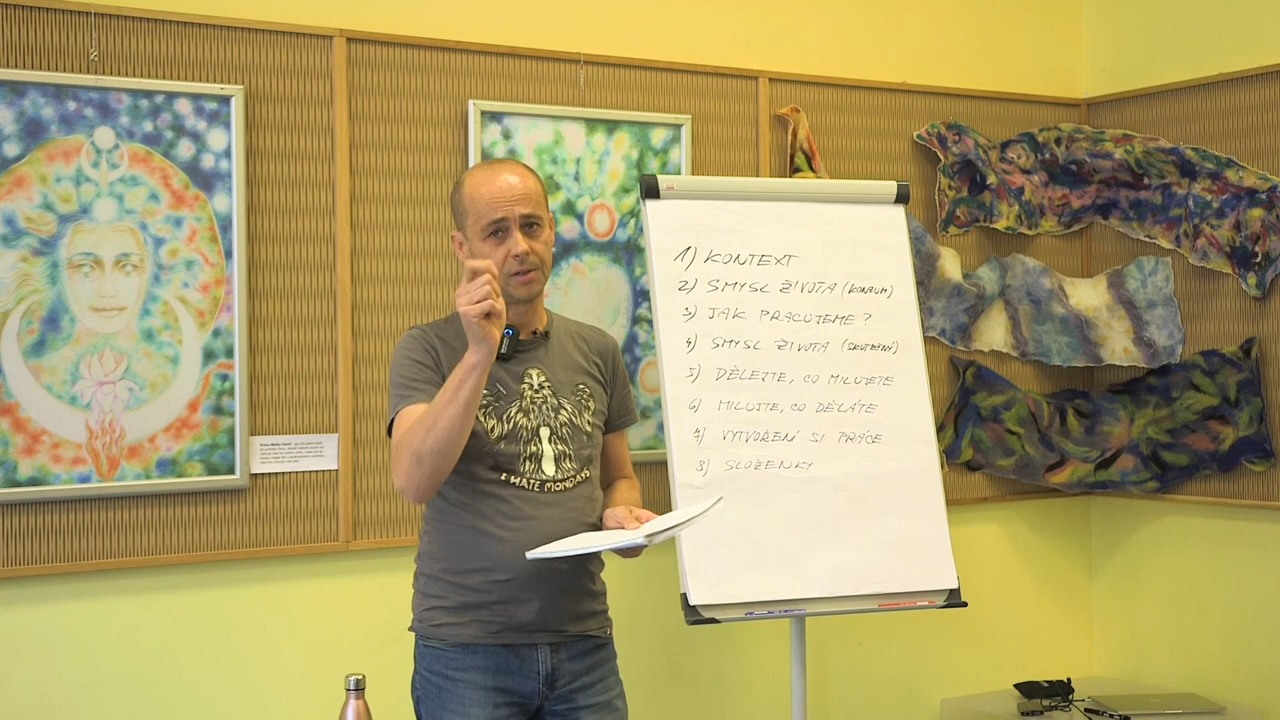 1) KONTEXT
2) SMYSL ŽIVOTA (KONZUM)
3) JAK PRACUJEME?
4) SMYSL ŽIVOTA (SKUTEČNÝ)
5) DĚLEJTE, CO MILUJETE
6) MILUJTE, CO DĚLÁTE
7) VYTVOŘENÍ SI PRÁCE
8) SLOŽENKY
I HATE MONDAYS